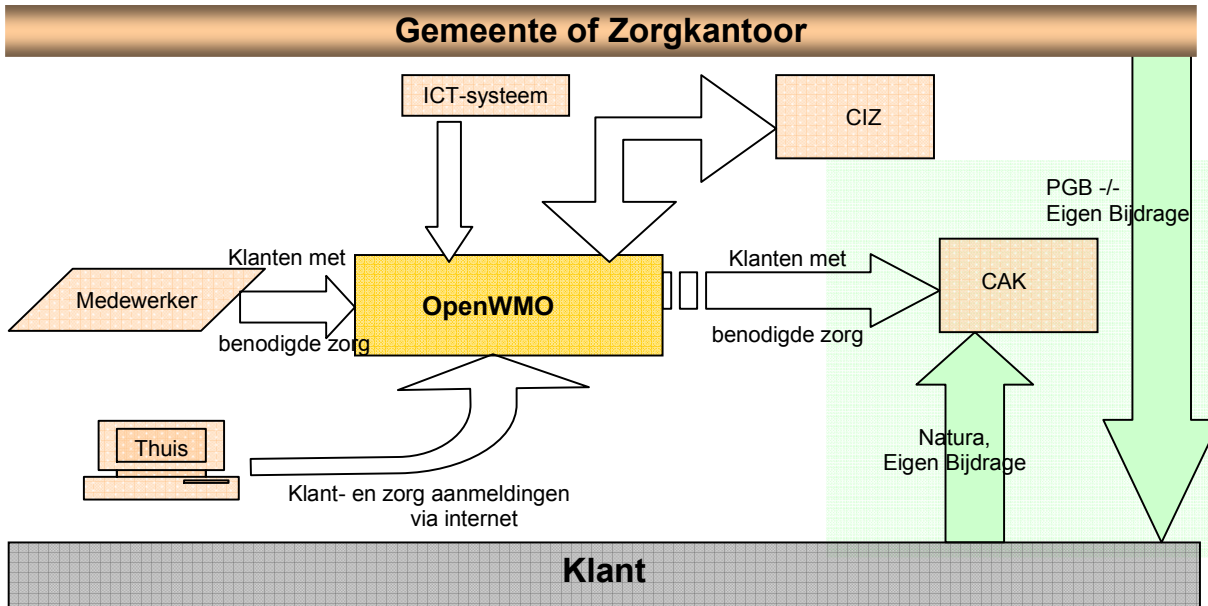 Gemeente of Zorgkantoor
ICT-systeem
CIZ
PGB -/-
Eigen Bijdrage
Klanten met
Klanten met
Medewerker
OpenWMO
CAK
benodigde zorg
benodigde zorg
Thuis
Natura,
Eigen Bijdrage
Klant- en zorg aanmeldingen
via internet
Klant